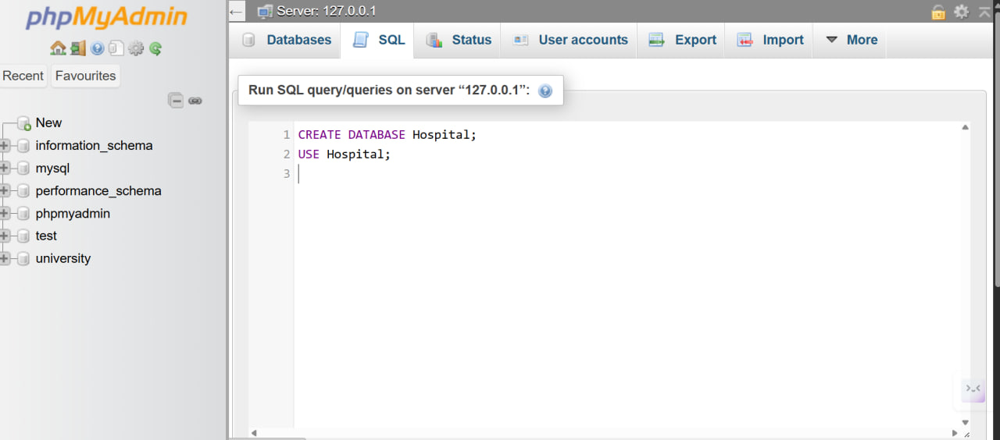 phpMyAdmin
Recent
Favourites
New
information_schema
mysql
performance_schema
phpmyadmin
test
university
Server: 127.0.0.1
Databases
SQL
Status
User accounts
Export
Import
More
Run SQL query/queries on server “127.0.0.1”:
1 CREATE DATABASE Hospital;
2 USE Hospital;
3